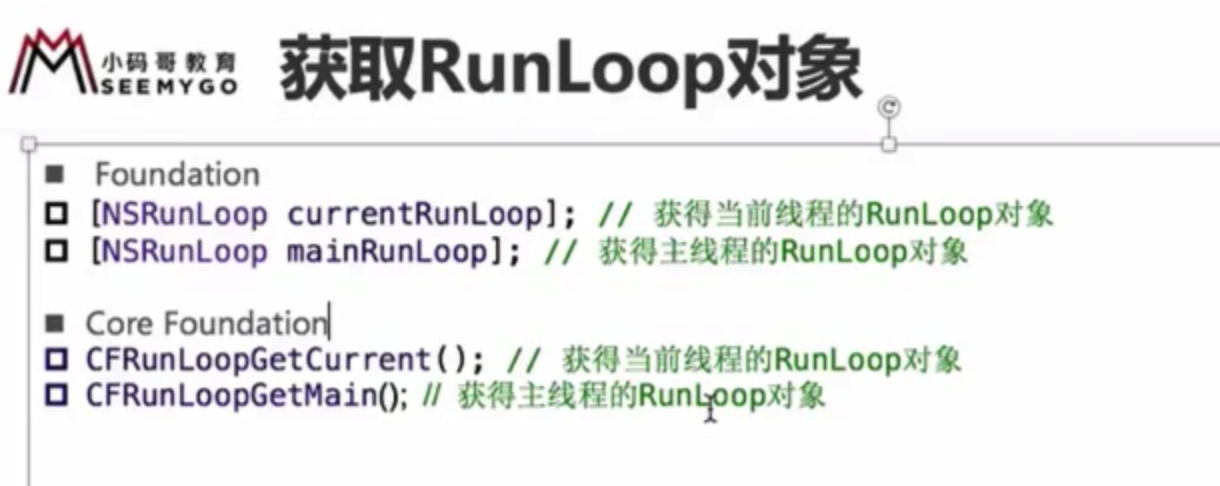 小码哥教育
SEEMYGO
获取RunLoop对象
Foundation
[NSRunLoop currentRunLoop]; // 获得当前线程的RunLoop对象
[NSRunLoop mainRunLoop]; // 获得主线程的RunLoop对象
Core Foundation
CFRunLoopGetCurrent(); // 获得当前线程的RunLoop对象
CFRunLoopGetMain(); // 获得主线程的RunLoop对象